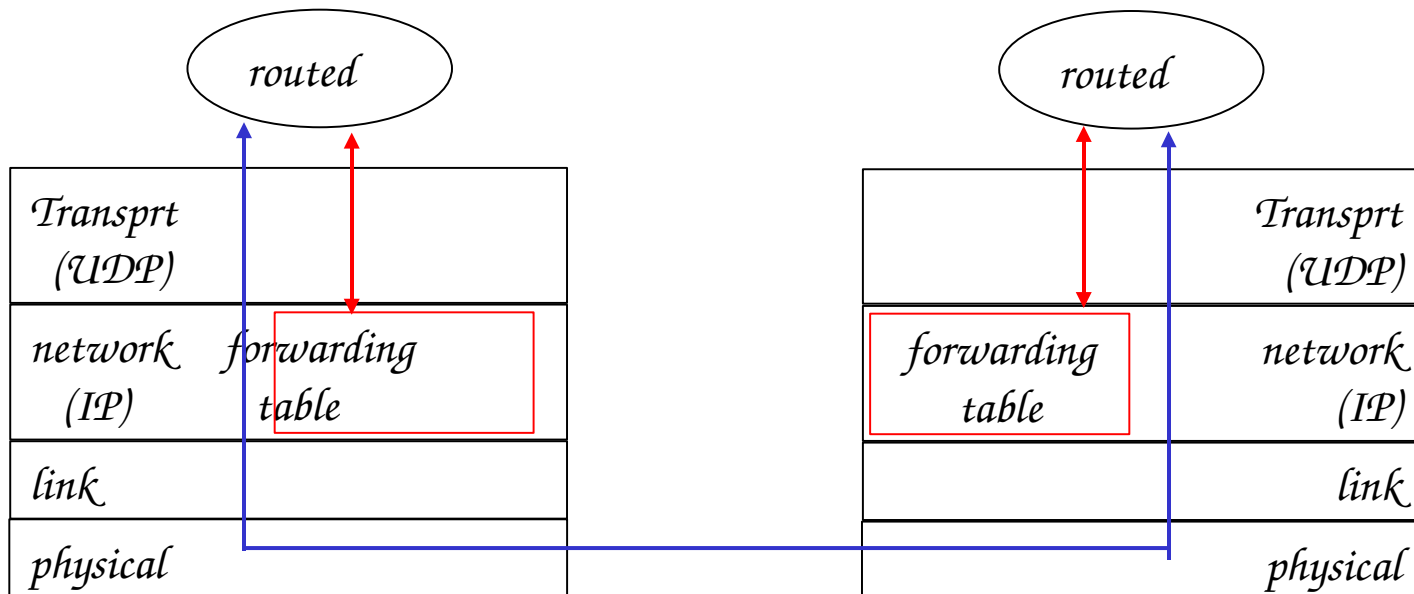 routed
routed
Transprt
(UDP)
Transprt
(UDP)
network forwarding
(IP) table
forwarding network
table (IP)
link
link
physical
physical